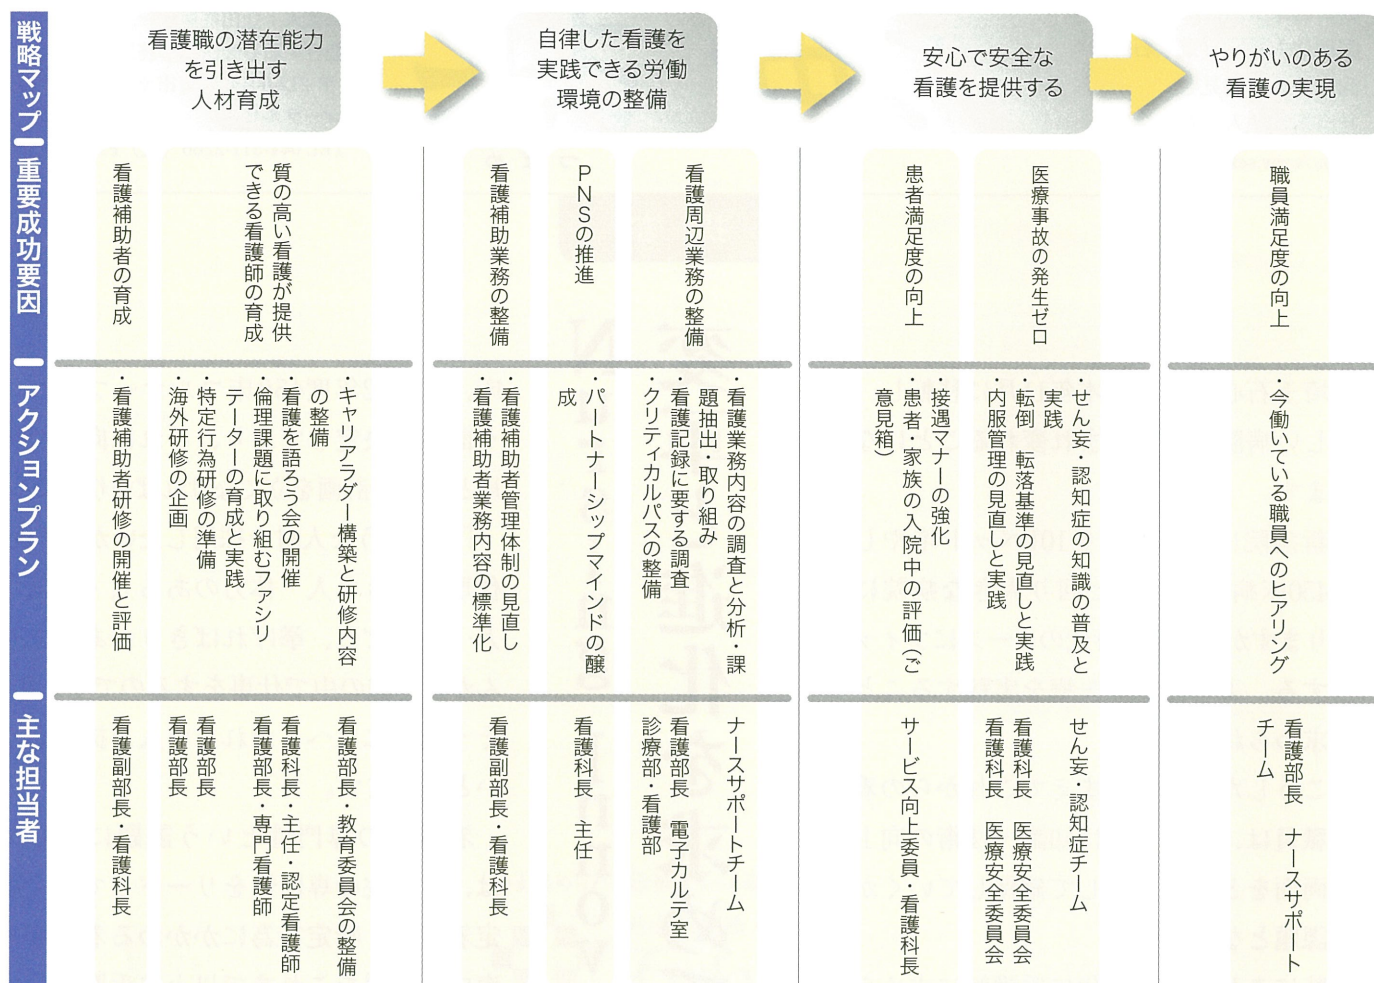 戦略マップ
看護職の潜在能力
を引き出す
人材育成
自律した看護を
実践できる労働
環境の整備
安心で安全な
看護を提供する
やりがいのある
看護の実現
重要成功要因
質の高い看護が提供
できる看護師の育成
看護補助者の育成
看護周辺業務の整備
PNSの推進
看護補助業務の整備
医療事故の発生ゼロ
患者満足度の向上
職員満足度の向上
アクションプラン
・キャリアラダー構築と研修内容
の整備
・看護を語ろう会の開催
・倫理課題に取り組むファシリ
テーターの育成と実践
・特定行為研修の準備
・海外研修の企画
・看護補助者研修の開催と評価
・看護業務内容の調査と分析・課
題抽出・取り組み
・看護記録に要する調査
・クリティカルパスの整備
・パートナーシップマインドの醸
成
・看護補助者管理体制の見直し
・看護補助者業務内容の標準化
・せん妄・認知症の知識の普及と
実践
・転倒 転落基準の見直しと実践
・内服管理の見直しと実践
・接遇マナーの強化
・患者・家族の入院中の評価(ご
意見箱)
・今働いている職員へのヒアリング
主な担当者
看護部長・教育委員会の整備
看護科長・主任・認定看護師
看護部長・専門看護師
看護部長
看護部長
看護副部長・看護科長
ナースサポートチーム
看護部長 電子カルテ室
診療部・看護部
看護科長 主任
看護副部長・看護科長
せん妄・認知症チーム
看護科長 医療安全委員会
看護科長 医療安全委員会
サービス向上委員・看護科長
看護部長 ナースサポート
チーム